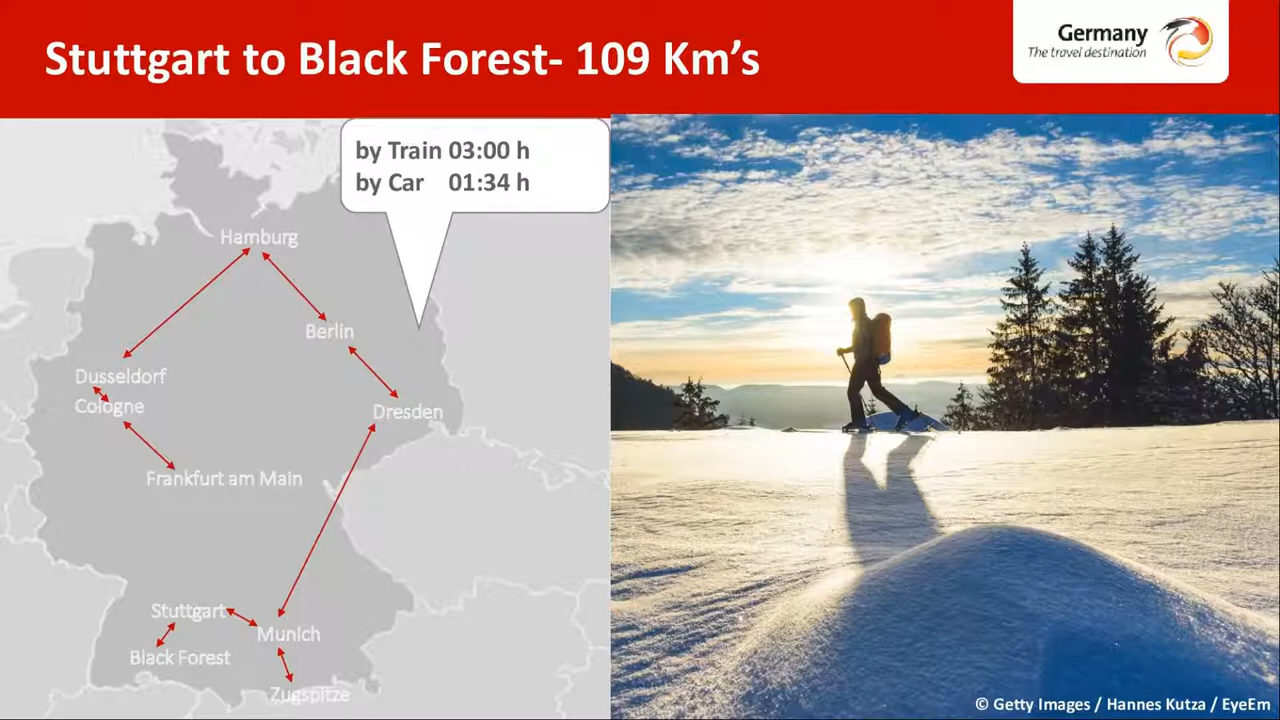 Stuttgart to Black Forest- 109 Km’s
Germany
The travel destination
by Train 03:00 h
by Car 01:34 h
Hamburg
Berlin
Dusseldorf
Cologne
Dresden
Frankfurt am Main
Stuttgart
Munich
Black Forest
Zugspitze
© Getty Images / Hannes Kutza / EyeEm